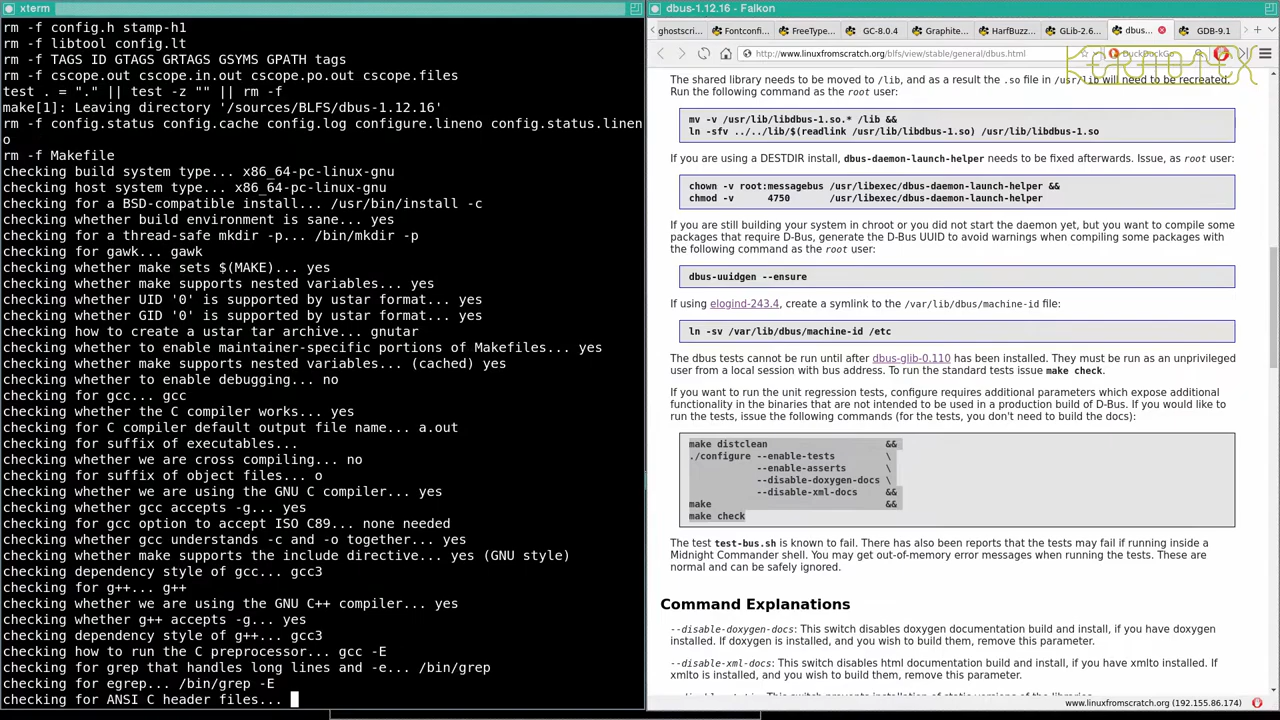 xterm
rm -f config.h stamp-h1
rm -f libtool config.lt
rm -f TAGS ID GTAGS GRTAGS GSYMS GPATH tags
rm -f cscope.out cscope.in.out cscope.po.out cscope.files
test . = "." || test -z "" || rm -f
make[1]: Leaving directory '/sources/BLFS/dbus-1.12.16'
rm -f config.status config.cache config.log configure.lineno config.status.linen
o
rm -f Makefile
checking build system type... x86_64-pc-linux-gnu
checking host system type... x86_64-pc-linux-gnu
checking for a BSD-compatible install... /usr/bin/install -c
checking whether build environment is sane... yes
checking for a thread-safe mkdir -p... /bin/mkdir -p
checking for gawk... gawk
checking whether make sets $(MAKE)... yes
checking whether make supports nested variables... yes
checking whether UID '0' is supported by ustar format... yes
checking whether GID '0' is supported by ustar format... yes
checking how to create a ustar tar archive... gnutar
checking whether to enable maintainer-specific portions of Makefiles... yes
checking whether make supports nested variables... (cached) yes
checking whether to enable debugging... no
checking for gcc... gcc
checking whether the C compiler works... yes
checking for C compiler default output file name... a.out
checking for suffix of executables...
checking whether we are cross compiling... no
checking for suffix of object files... o
checking whether we are using the GNU C compiler... yes
checking whether gcc accepts -g... yes
checking for gcc option to accept ISO C89... none needed
checking whether gcc understands -c and -o together... yes
checking whether make supports the include directive... yes (GNU style)
checking dependency style of gcc... gcc3
checking for g++... g++
checking whether we are using the GNU C++ compiler... yes
checking whether g++ accepts -g... yes
checking dependency style of g++... gcc3
checking how to run the C preprocessor... gcc -E
checking for grep that handles long lines and -e... /bin/grep
checking for egrep... /bin/grep -E
checking for ANSI C header files...
dbus-1.12.16 - Falkon
ghostscri Fontconfi... FreeType... GC-8.0.4 Graphite... HarfBuzz... GLib-2.6... dbus... GDB-9.1
http://www.linuxfromscratch.org/blfs/view/stable/general/dbus.html DuckDuckGo
The shared library needs to be moved to /lib, and as a result the .so file in /usr/lib will need to be recreated.
Run the following command as the root user:
mv -v /usr/lib/libdbus-1.so.* /lib &&
ln -sfv ../../lib/$(readlink /usr/lib/libdbus-1.so) /usr/lib/libdbus-1.so
If you are using a DESTDIR install, dbus-daemon-launch-helper needs to be fixed afterwards. Issue, as root user:
chown -v root:messagebus /usr/libexec/dbus-daemon-launch-helper &&
chmod -v 4750 /usr/libexec/dbus-daemon-launch-helper
If you are still building your system in chroot or you did not start the daemon yet, but you want to compile some
packages that require D-Bus, generate the D-Bus UUID to avoid warnings when compiling some packages with
the following command as the root user:
dbus-uuidgen --ensure
If using elogind-243.4, create a symlink to the /var/lib/dbus/machine-id file:
ln -sv /var/lib/dbus/machine-id /etc
The dbus tests cannot be run until after dbus-glib-0.110 has been installed. They must be run as an unprivileged
user from a local session with bus address. To run the standard tests issue make check.
If you want to run the unit regression tests, configure requires additional parameters which expose additional
functionality in the binaries that are not intended to be used in a production build of D-Bus. If you would like to
run the tests, issue the following commands (for the tests, you don't need to build the docs):
make distclean &&
./configure --enable-tests \
--enable-asserts \
--disable-doxygen-docs \
--disable-xml-docs &&
make &&
make check
The test test-bus.sh is known to fail. There has also been reports that the tests may fail if running inside a
Midnight Commander shell. You may get out-of-memory error messages when running the tests. These are
normal and can be safely ignored.
Command Explanations
--disable-doxygen-docs: This switch disables doxygen documentation build and install, if you have doxygen
installed. If doxygen is installed, and you wish to build them, remove this parameter.
--disable-xml-docs: This switch disables html documentation build and install, if you have xmlto installed. If
xmlto is installed, and you wish to build them, remove this parameter.
www.linuxfromscratch.org (192.155.86.174)